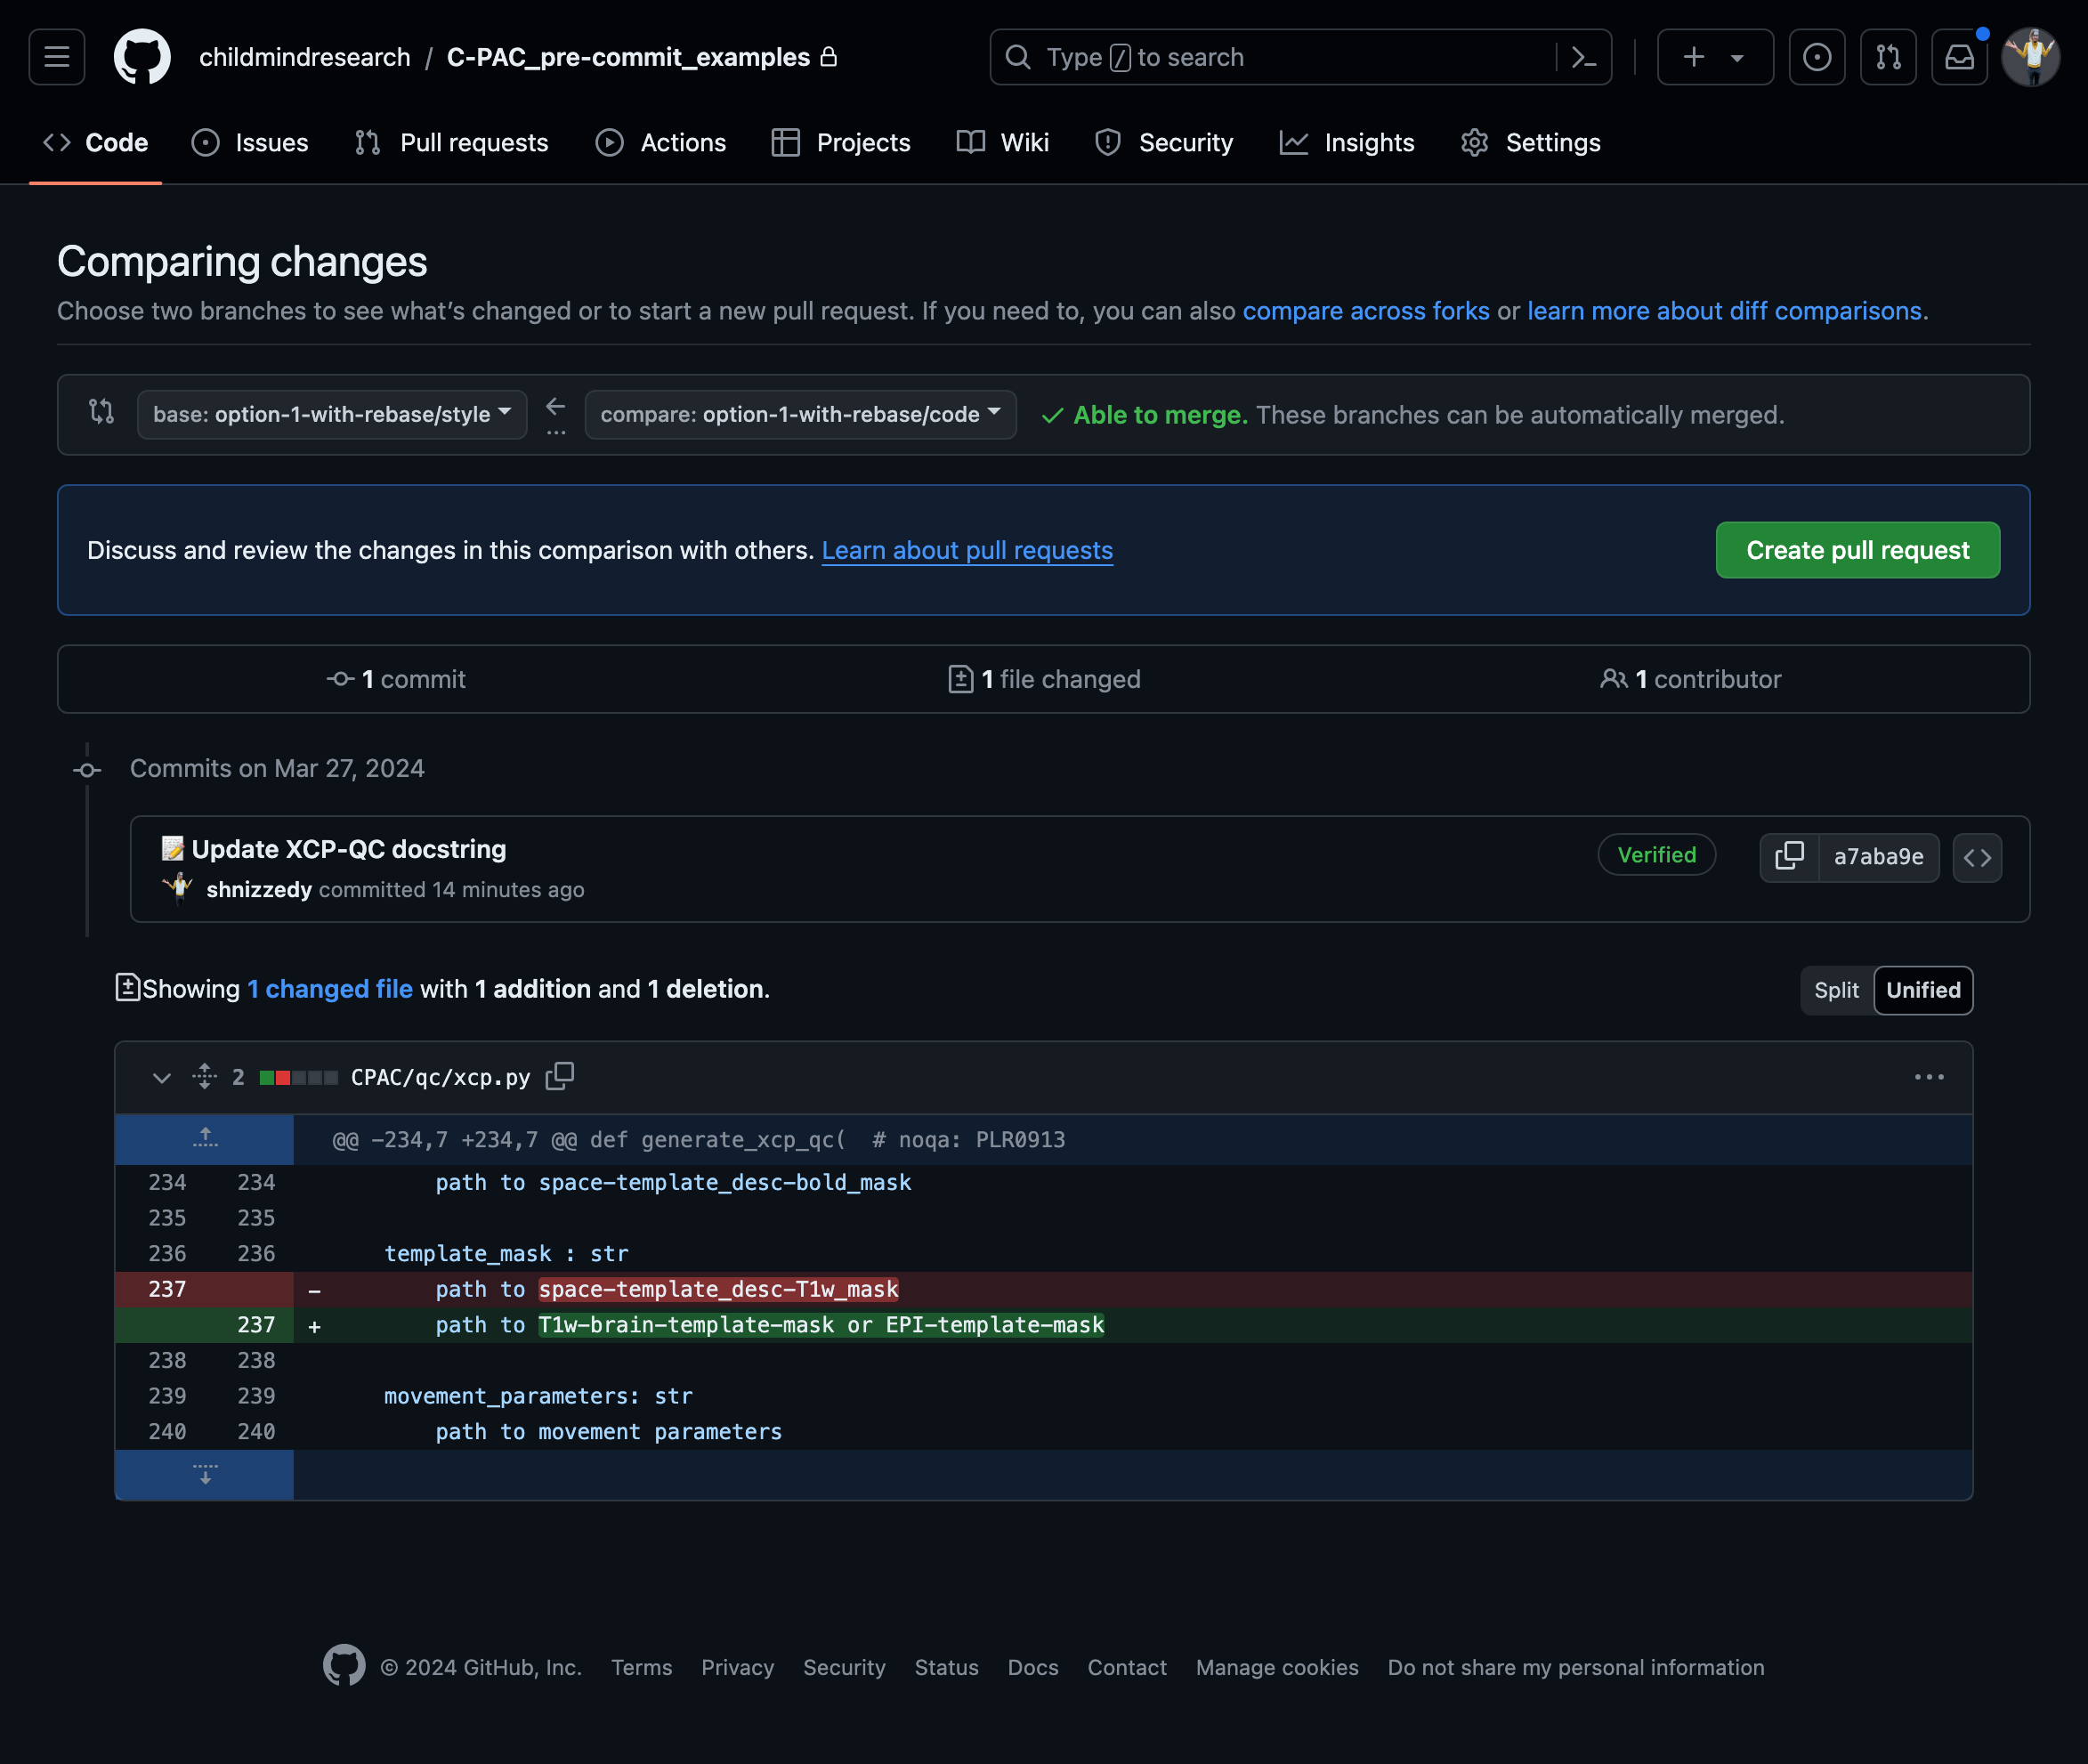 childmindresearch / C-PAC_pre-commit_examples
Type / to search
Code Issues Pull requests Actions Projects Wiki Security Insights Settings
Comparing changes
Choose two branches to see what’s changed or to start a new pull request. If you need to, you can also compare across forks or learn more about diff comparisons.
base: option-1-with-rebase/style ← ... compare: option-1-with-rebase/code ✓ Able to merge. These branches can be automatically merged.
Discuss and review the changes in this comparison with others. Learn about pull requests Create pull request
1 commit 1 file changed 1 contributor
Commits on Mar 27, 2024
📝 Update XCP-QC docstring
Verified a7aba9e
shnizzedy committed 14 minutes ago
Showing 1 changed file with 1 addition and 1 deletion.
Split Unified
2 CPAC/qc/xcp.py
@@ -234,7 +234,7 @@ def generate_xcp_qc(  # noqa: PLR0913
234 234 path to space-template_desc-bold_mask
235 235
236 236 template_mask : str
237 - path to space-template_desc-T1w_mask
237 + path to T1w-brain-template-mask or EPI-template-mask
238 238
239 239 movement_parameters: str
240 240 path to movement parameters
© 2024 GitHub, Inc. Terms Privacy Security Status Docs Contact Manage cookies Do not share my personal information